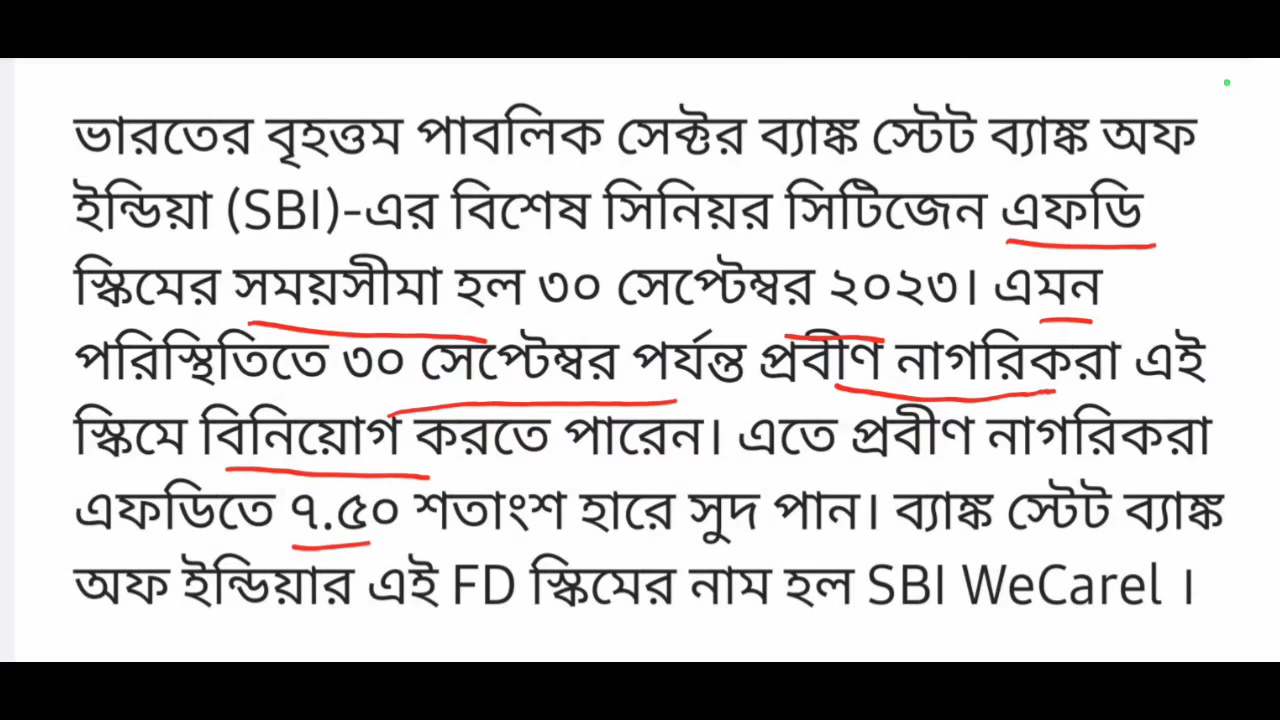 ভারতের বৃহত্তম পাবলিক সেক্টর ব্যাঙ্ক স্টেট ব্যাঙ্ক অফ
ইন্ডিয়া (SBI)-এর বিশেষ সিনিয়র সিটিজেন এফডি
স্কিমের সময়সীমা হল ৩০ সেপ্টেম্বর ২০২৩। এমন
পরিস্থিতিতে ৩০ সেপ্টেম্বর পর্যন্ত প্রবীণ নাগরিকরা এই
স্কিমে বিনিয়োগ করতে পারেন। এতে প্রবীণ নাগরিকরা
এফডিতে ৭.৫০ শতাংশ হারে সুদ পান। ব্যাঙ্ক স্টেট ব্যাঙ্ক
অফ ইন্ডিয়ার এই FD স্কিমের নাম হল SBI WeCarel ।